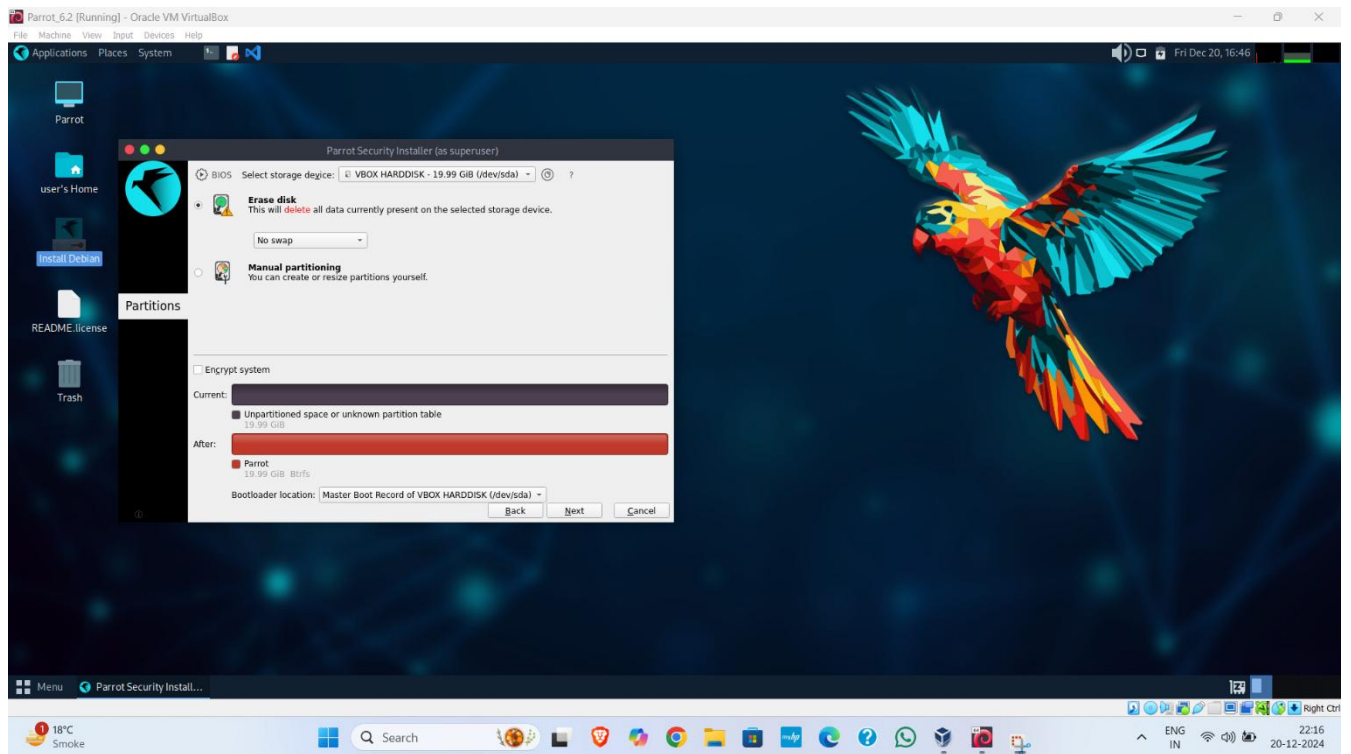 Parrot_6.2 [Running] - Oracle VM VirtualBox
File Machine View Input Devices Help
Applications Places System
Fri Dec 20, 16:46
Parrot
user's Home
Install Debian
README.license
Trash
Parrot Security Installer (as superuser)
BIOS Select storage device: VBOX HARDDISK - 19.99 GiB (/dev/sda) ?
Erase disk
This will delete all data currently present on the selected storage device.
No swap
Manual partitioning
You can create or resize partitions yourself.
Partitions
Encrypt system
Current:
Unpartitioned space or unknown partition table
19.99 GiB
After:
Parrot
19.99 GiB Btrfs
Bootloader location: Master Boot Record of VBOX HARDDISK (/dev/sda)
Back Next Cancel
Menu Parrot Security Install...
Right Ctrl
1
18°C
Smoke
Search
myhp
ENG
IN
22:16
20-12-2024